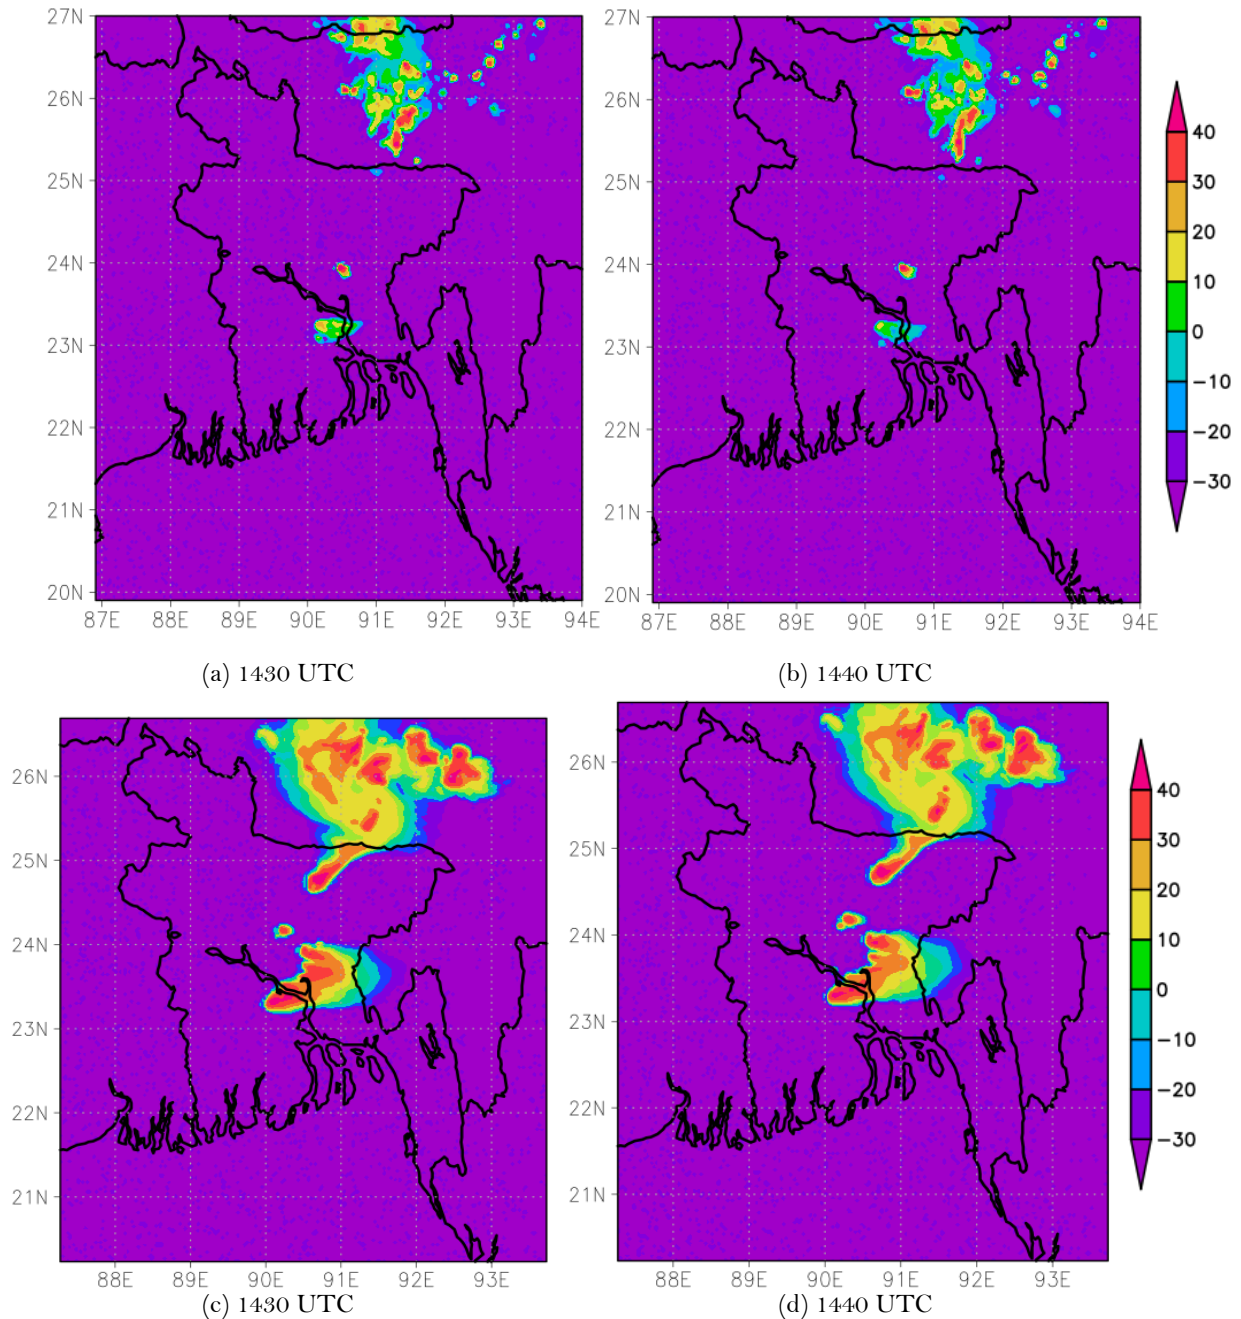 27N
26N
25N
24N
23N
22N
21N
20N
87E 88E 89E 90E 91E 92E 93E 94E
27N
26N
25N
24N
23N
22N
21N
20N
87E 88E 89E 90E 91E 92E 93E 94E
40
30
20
10
0
−10
−20
−30
(a) 1430 UTC
(b) 1440 UTC
26N
25N
24N
23N
22N
21N
88E 89E 90E 91E 92E 93E
26N
25N
24N
23N
22N
21N
88E 89E 90E 91E 92E 93E
40
30
20
10
0
−10
−20
−30
(c) 1430 UTC
(d) 1440 UTC